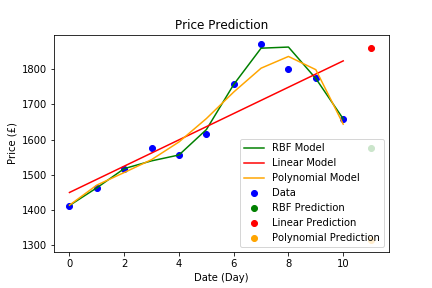 Price Prediction
Price (£)
1800
1700
1600
1500
1400
1300
RBF Model
Linear Model
Polynomial Model
Data
RBF Prediction
Linear Prediction
Polynomial Prediction
0 2 4 6 8 10
Date (Day)